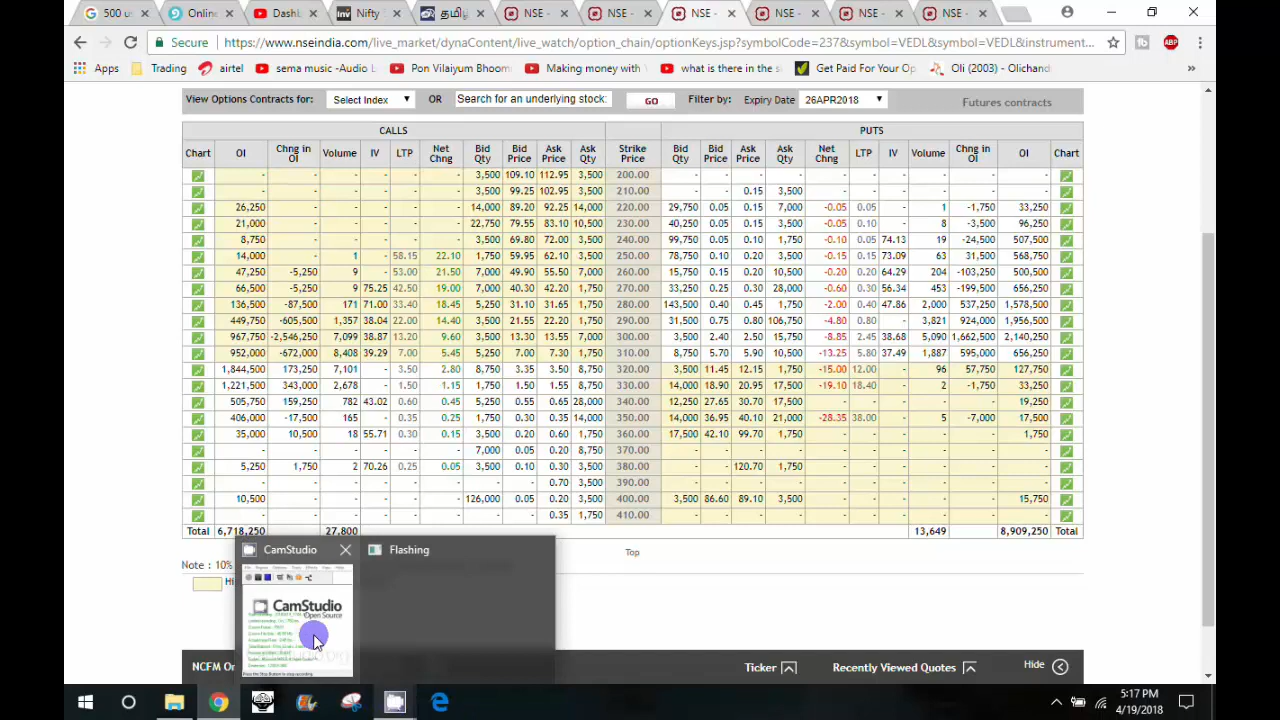 500 u
Online
Dashl
Nifty
தமிழ
NSE -
NSE -
NSE -
NSE -
NSE -
NSE -
Secure https://www.nseindia.com/live_market/dynaContent/live_watch/option_chain/optionKeys.jsp?symbolCode=237&symbol=VEDL&symbol=VEDL&instrument...
Apps Trading airtel sema music -Audio L Pon Vilaiyum Bhoom Making money with what is there in the s Get Paid For Your Op Oli (2003) - Olichand »
View Options Contracts for: Select Index OR Search for an underlying stock: GO Filter by: Expiry Date 26APR2018 Futures contracts
CALLS PUTS
Chart OI Chng in OI Volume IV LTP Net Chng Bid Qty Bid Price Ask Price Ask Qty Strike Price Bid Qty Bid Price Ask Price Ask Qty Net Chng LTP IV Volume Chng in OI OI Chart
- - - - - - 3,500 109.10 112.95 3,500 200.00 - - - - - - - - - -
- - - - - - 3,500 99.25 102.95 3,500 210.00 - - 0.15 3,500 - - - - - -
26,250 - - - - - 14,000 89.20 92.25 14,000 220.00 29,750 0.05 0.15 7,000 -0.05 0.05 - 1 -1,750 33,250
21,000 - - - - - 22,750 79.55 83.10 10,500 230.00 40,250 0.05 0.15 1,750 -0.05 0.10 - 8 -3,500 96,250
8,750 - - - - - 3,500 69.80 72.00 3,500 240.00 99,750 0.05 0.10 1,750 -0.10 0.05 74.13 19 -24,500 507,500
14,000 - 1 - 58.15 22.10 1,750 59.95 62.10 3,500 250.00 78,750 0.10 0.20 3,500 -0.15 0.15 73.09 63 31,500 568,750
47,250 -5,250 9 - 53.00 21.50 7,000 49.90 55.50 7,000 260.00 15,750 0.15 0.20 10,500 -0.20 0.20 64.29 204 -103,250 500,500
66,500 -5,250 9 75.25 42.50 19.00 7,000 40.30 42.20 1,750 270.00 33,250 0.25 0.30 28,000 -0.60 0.30 56.34 453 -199,500 656,250
136,500 -87,500 171 71.00 33.40 18.45 5,250 31.10 31.65 1,750 280.00 143,500 0.40 0.45 1,750 -2.00 0.40 47.86 2,000 537,250 1,578,500
449,750 -605,500 1,357 38.04 22.00 14.40 3,500 21.55 22.20 1,750 290.00 31,500 0.75 0.80 106,750 -4.80 0.80 - 3,821 924,000 1,956,500
967,750 -2,546,250 7,099 38.87 13.20 9.60 3,500 13.30 13.55 7,000 300.00 3,500 2.40 2.50 15,750 -8.85 2.45 38.68 5,090 1,662,500 2,140,250
952,000 -672,000 8,408 39.29 7.00 5.45 5,250 7.00 7.30 1,750 310.00 8,750 5.70 5.90 10,500 -13.25 5.80 37.49 1,887 595,000 656,250
1,844,500 173,250 7,101 - 3.50 2.80 8,750 3.35 3.50 8,750 320.00 3,500 11.45 12.15 1,750 -15.00 12.00 - 96 57,750 127,750
1,221,500 343,000 2,678 - 1.50 1.15 1,750 1.50 1.55 8,750 330.00 14,000 18.90 20.95 17,500 -19.10 18.40 - 2 -1,750 33,250
505,750 159,250 782 43.02 0.60 0.45 5,250 0.55 0.65 28,000 340.00 12,250 27.65 30.70 17,500 - - - - - 19,250
406,000 -17,500 165 - 0.35 0.25 1,750 0.30 0.35 14,000 350.00 14,000 36.95 40.10 21,000 -28.35 38.00 - 5 -7,000 17,500
35,000 10,500 18 55.71 0.30 0.15 3,500 0.20 0.60 1,750 360.00 17,500 42.10 99.70 1,750 - - - - - 1,750
- - - - - - 7,000 0.05 0.20 8,750 370.00 - - - - - - - - - -
5,250 1,750 2 70.26 0.25 0.05 3,500 0.10 0.30 3,500 380.00 - - 120.70 1,750 - - - - - -
- - - - - - - - 0.70 3,500 390.00 - - - - - - - - - -
10,500 - - - - - 126,000 0.05 0.20 3,500 400.00 3,500 86.60 89.10 3,500 - - - - - 15,750
- - - - - - - - 0.35 1,750 410.00 - - - - - - - - - -
Total 6,718,250 27,800 13,649 8,909,250 Total
Top
Note : 10%
Hi
CamStudio Flashing
CamStudio
Open Source
NCFM On Ticker Recently Viewed Quotes Hide
5:17 PM
4/19/2018